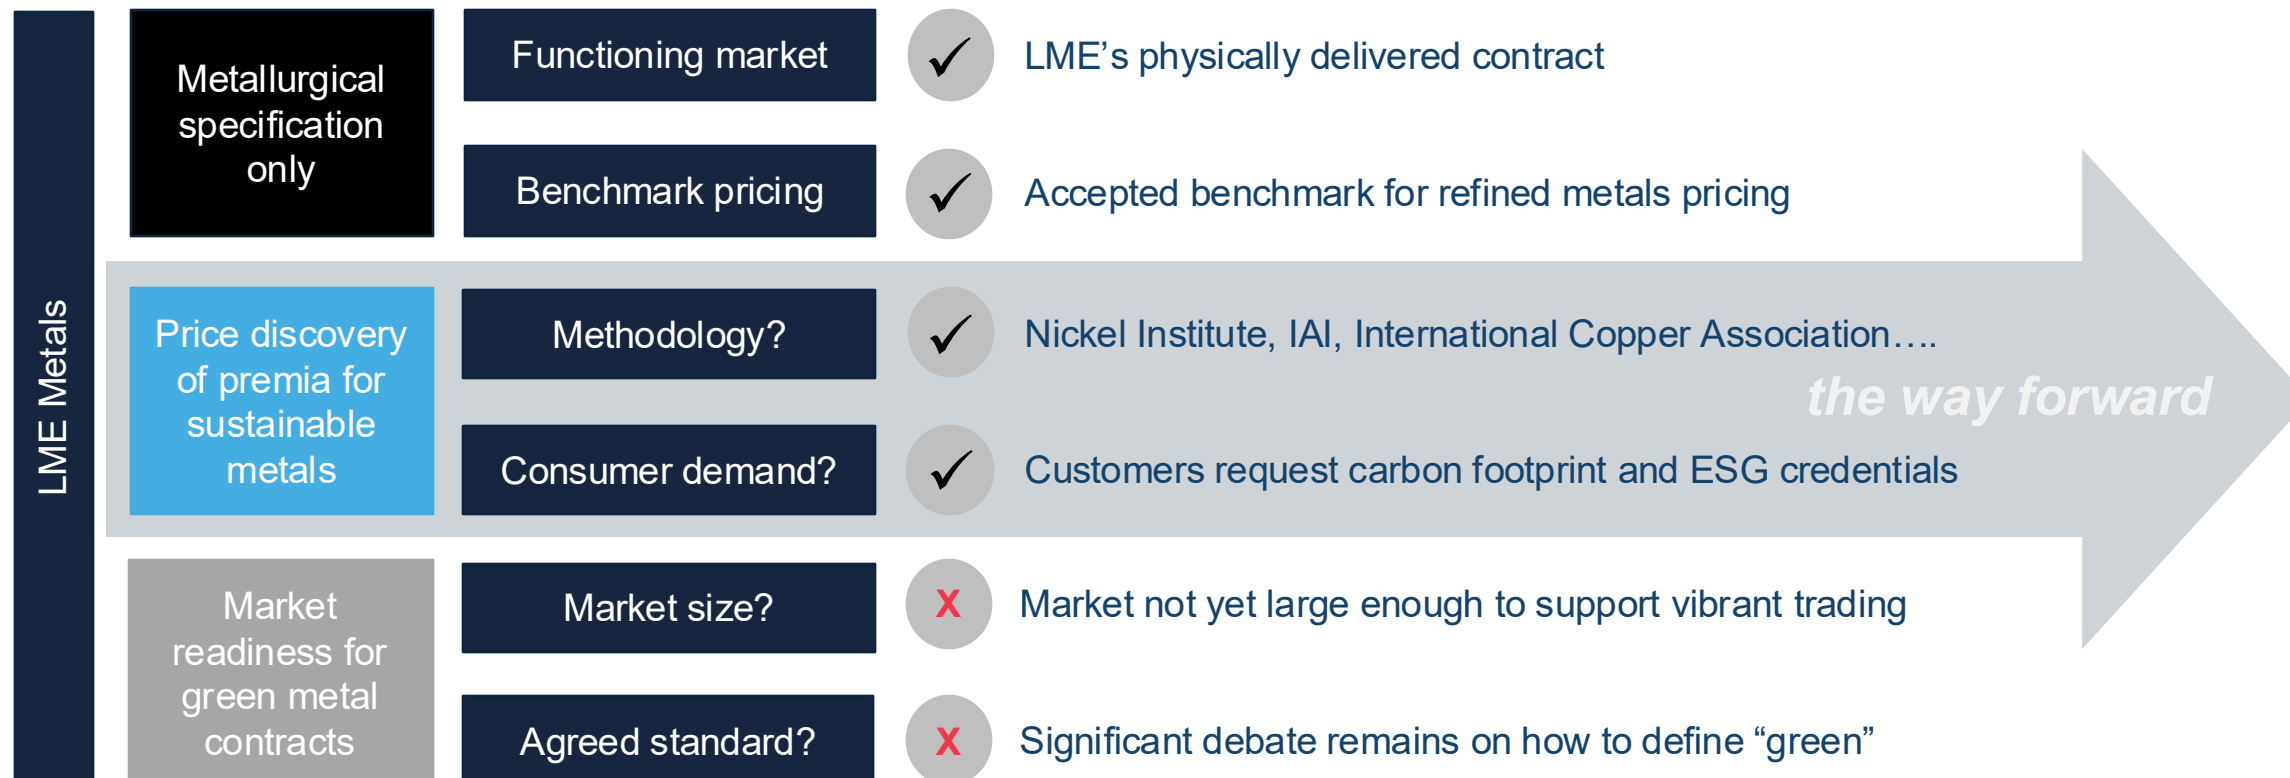 LME Metals
Metallurgical
specification
only
Functioning market
✓
LME’s physically delivered contract
Benchmark pricing
✓
Accepted benchmark for refined metals pricing
Price discovery
of premia for
sustainable
metals
Methodology?
✓
Nickel Institute, IAI, International Copper Association….
the way forward
Consumer demand?
✓
Customers request carbon footprint and ESG credentials
Market
readiness for
green metal
contracts
Market size?
X
Market not yet large enough to support vibrant trading
Agreed standard?
X
Significant debate remains on how to define “green”